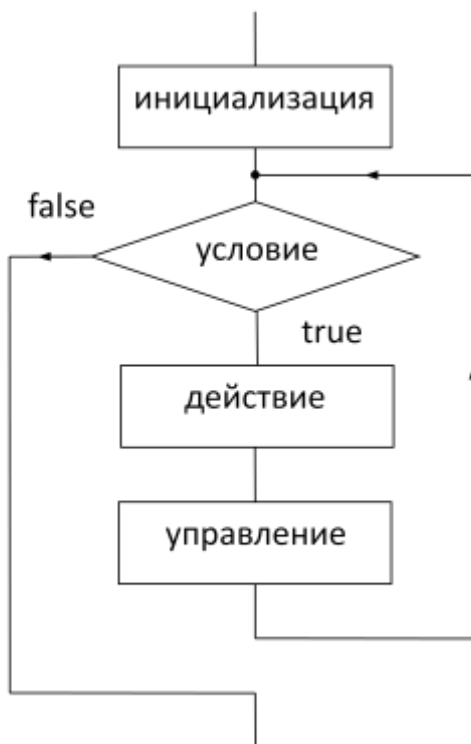 инициализация
false
условие
true
действие
управление